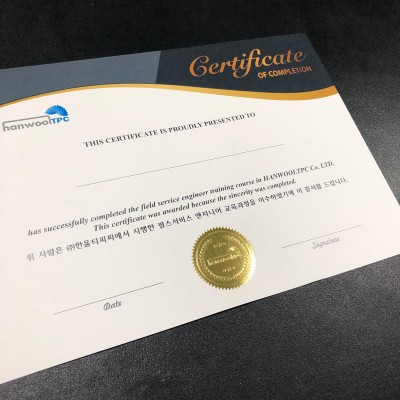 Certificate
OF COMPLETION
hanwoolTPC
THIS CERTIFICATE IS PROUDLY PRESENTED TO
has successfully completed the field service engineer training course in HANWOOLTPC Co. LTD.
This certificate was awarded because the sincerity was completed.
위 사람은 (주)한울티피씨에서 시행한 필드서비스 엔지니어 교육과정을 이수하였기에 이 증서를 드립니다.
Date
Signature